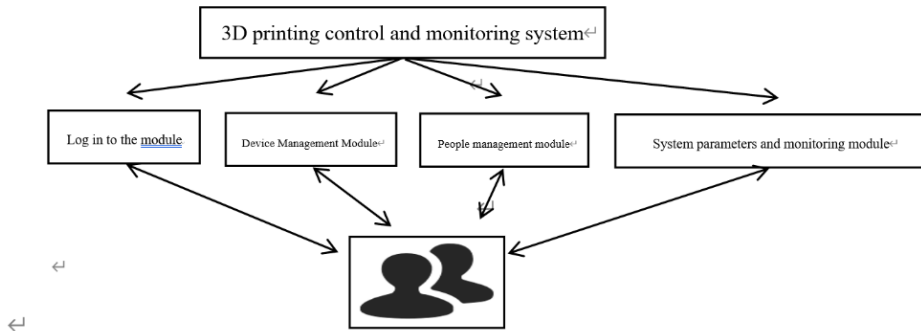 3D printing control and monitoring system
Log in to the module
Device Management Module
People management module
System parameters and monitoring module